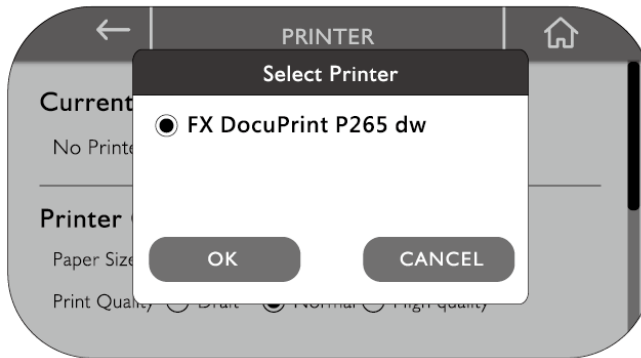 PRINTER
Select Printer
Current
FX DocuPrint P265 dw
No Printe
Printer
Paper Size
OK
CANCEL
Print Quality Draft Normal High quality